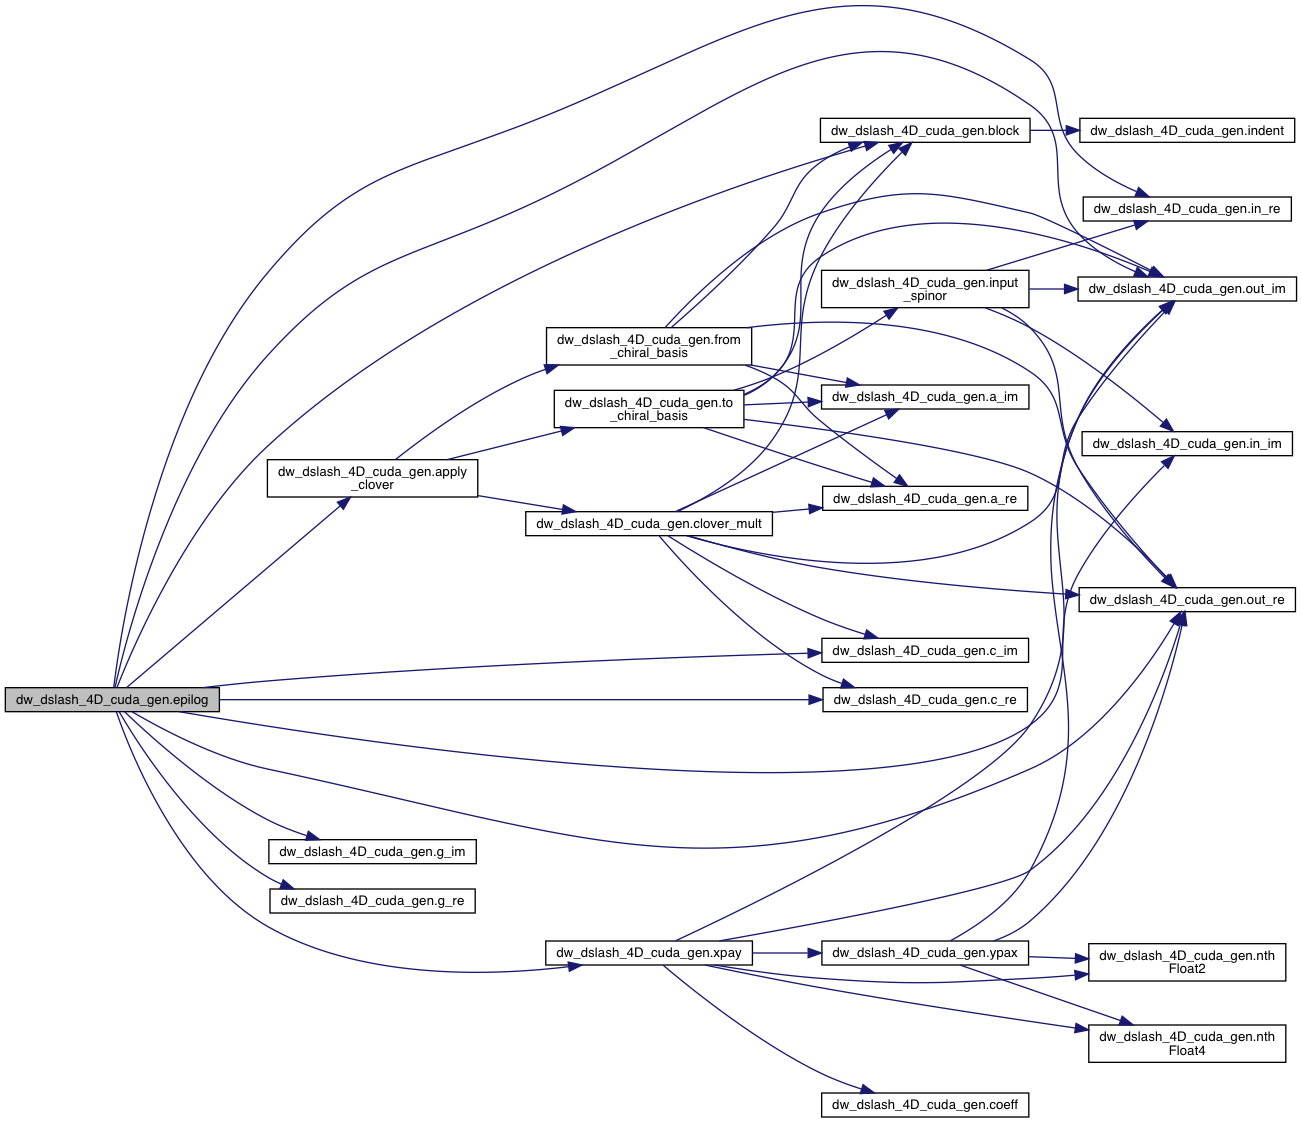 dw_dslash_4D_cuda_gen.block
dw_dslash_4D_cuda_gen.indent
dw_dslash_4D_cuda_gen.in_re
dw_dslash_4D_cuda_gen.input
_spinor
dw_dslash_4D_cuda_gen.out_im
dw_dslash_4D_cuda_gen.from
_chiral_basis
dw_dslash_4D_cuda_gen.to
_chiral_basis
dw_dslash_4D_cuda_gen.a_im
dw_dslash_4D_cuda_gen.in_im
dw_dslash_4D_cuda_gen.apply
_clover
dw_dslash_4D_cuda_gen.a_re
dw_dslash_4D_cuda_gen.clover_mult
dw_dslash_4D_cuda_gen.out_re
dw_dslash_4D_cuda_gen.c_im
dw_dslash_4D_cuda_gen.epilog
dw_dslash_4D_cuda_gen.c_re
dw_dslash_4D_cuda_gen.g_im
dw_dslash_4D_cuda_gen.g_re
dw_dslash_4D_cuda_gen.xpay
dw_dslash_4D_cuda_gen.ypax
dw_dslash_4D_cuda_gen.nth
Float2
dw_dslash_4D_cuda_gen.nth
Float4
dw_dslash_4D_cuda_gen.coeff